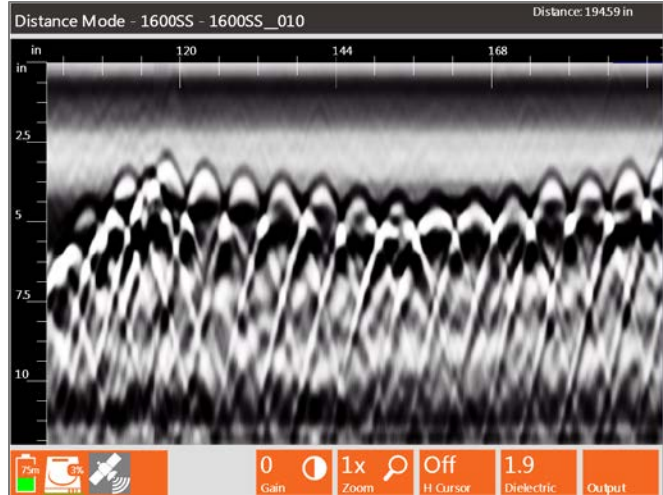 Distance Mode - 1600SS - 1600SS__010
Distance: 194.59 in
in 120 144 168
in
2.5
5
7.5
10
75m 3% 0 1x Off 1.9
Gain Zoom H Cursor Dielectric Output